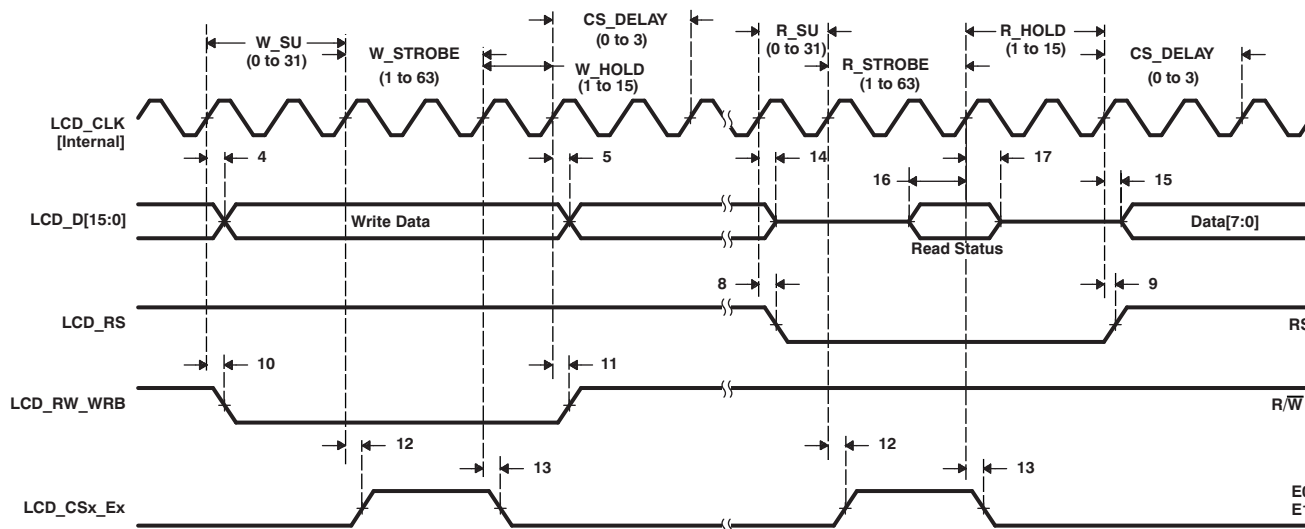 CS_DELAY
(0 to 3)
W_SU
(0 to 31)
W_STROBE
(1 to 63)
W_HOLD
(1 to 15)
R_SU
(0 to 31)
R_STROBE
(1 to 63)
R_HOLD
(1 to 15)
CS_DELAY
(0 to 3)
LCD_CLK
[Internal]
4
5
14
17
16
15
LCD_D[15:0]
Write Data
Read Status
Data[7:0]
8
9
LCD_RS
RS
10
11
LCD_RW_WRB
R/W
12
13
12
13
LCD_CSx_Ex
E0
E1